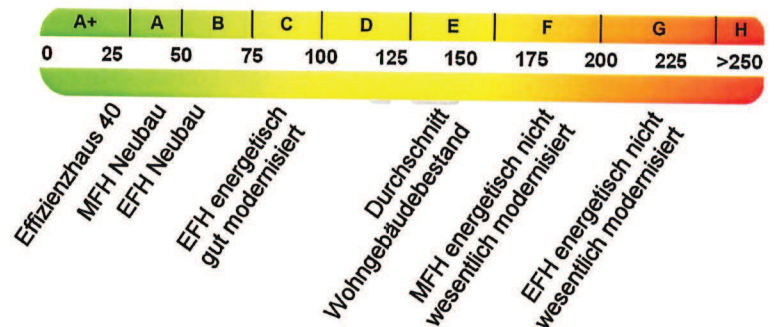 A+ A B C D E F G H
0 25 50 75 100 125 150 175 200 225 >250
Effizienzhaus 40
MFH Neubau
EFH Neubau
EFH energetisch
gut modernisiert
Durchschnitt
Wohngebäudebestand
MFH energetisch nicht
wesentlich modernisiert
EFH energetisch nicht
wesentlich modernisiert